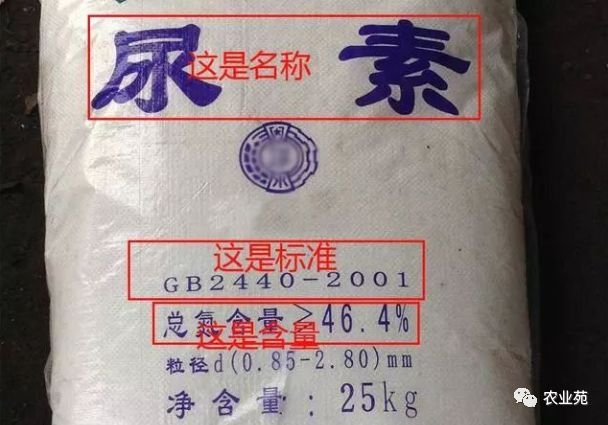 尿素
这是名称
这是标准
GB2440-2001
总氮含量≥46.4%
这是含量
粒径d(0.85-2.80)mm
净含量:25kg
农业苑